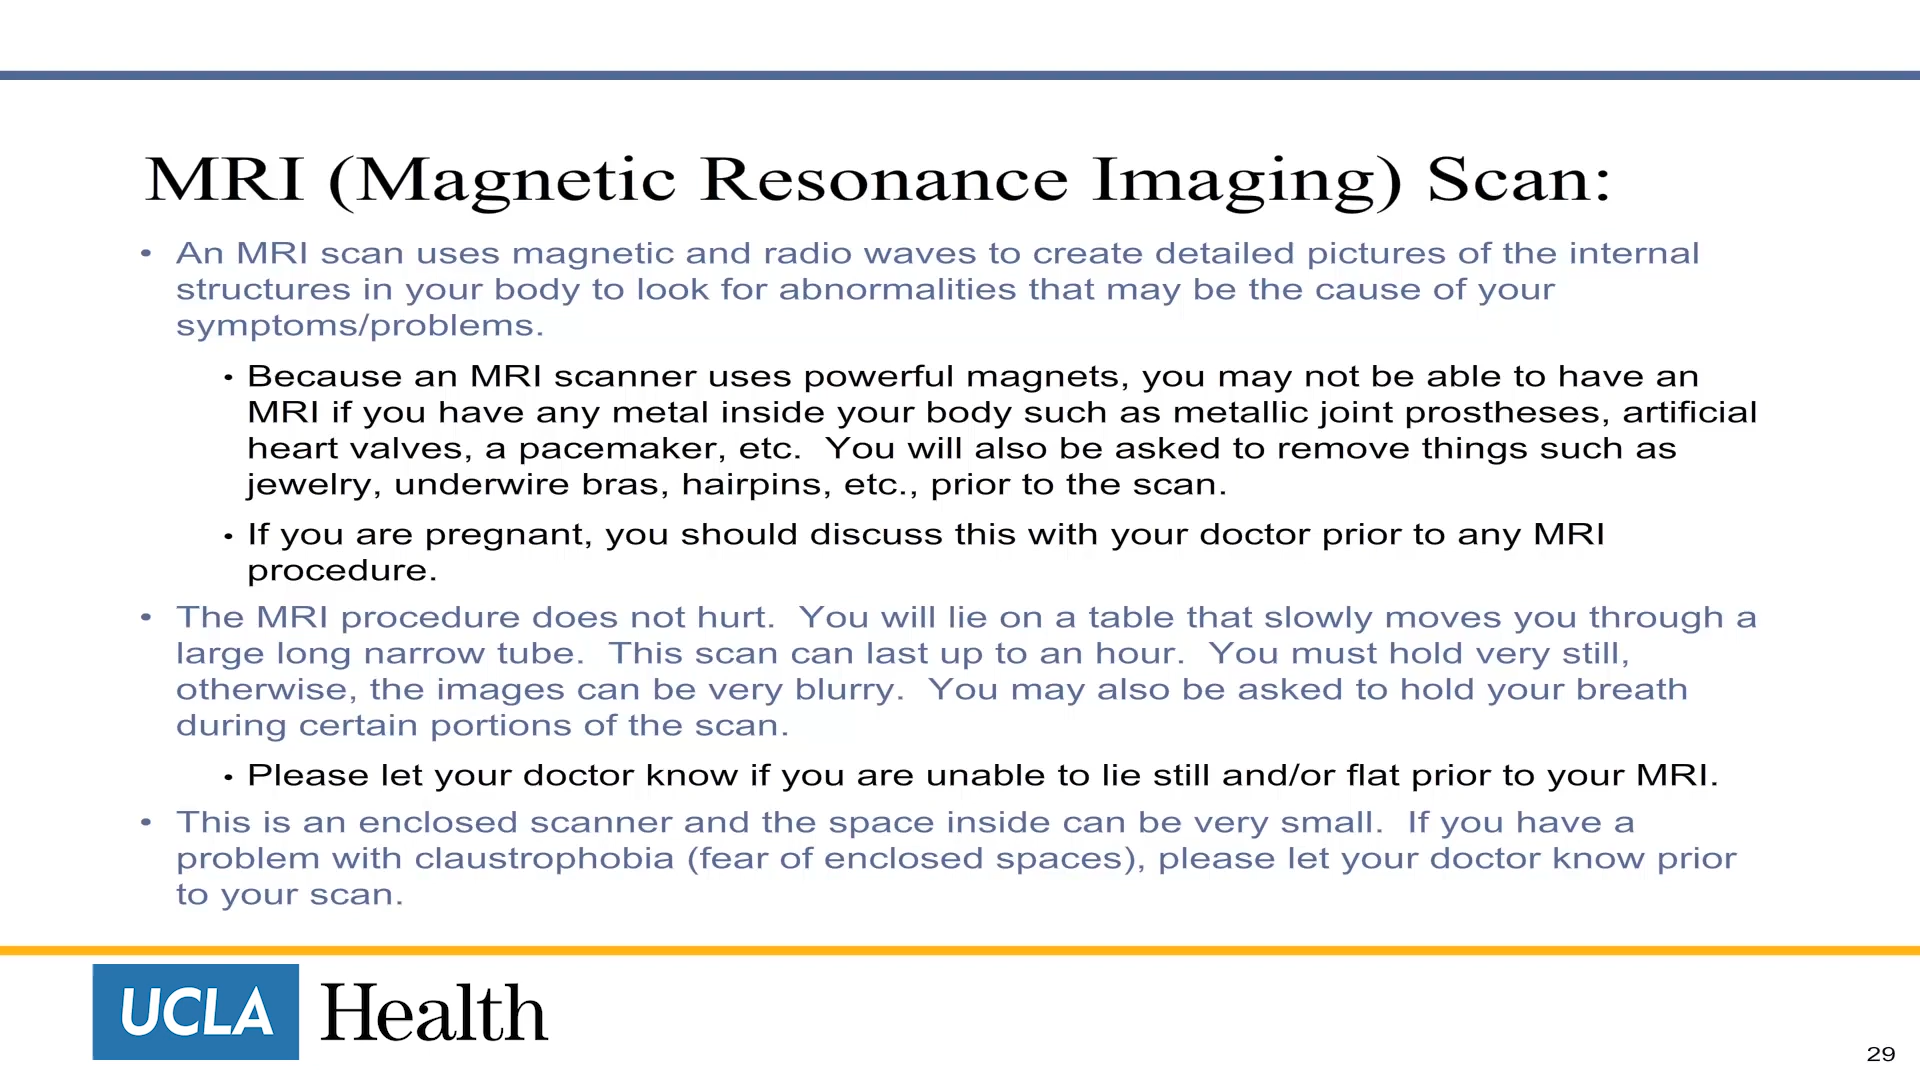 MRI (Magnetic Resonance Imaging) Scan:
• An MRI scan uses magnetic and radio waves to create detailed pictures of the internal
structures in your body to look for abnormalities that may be the cause of your
symptoms/problems.
• Because an MRI scanner uses powerful magnets, you may not be able to have an
MRI if you have any metal inside your body such as metallic joint prostheses, artificial
heart valves, a pacemaker, etc.  You will also be asked to remove things such as
jewelry, underwire bras, hairpins, etc., prior to the scan.
• If you are pregnant, you should discuss this with your doctor prior to any MRI
procedure.
• The MRI procedure does not hurt.  You will lie on a table that slowly moves you through a
large long narrow tube.  This scan can last up to an hour.  You must hold very still,
otherwise, the images can be very blurry.  You may also be asked to hold your breath
during certain portions of the scan.
• Please let your doctor know if you are unable to lie still and/or flat prior to your MRI.
• This is an enclosed scanner and the space inside can be very small.  If you have a
problem with claustrophobia (fear of enclosed spaces), please let your doctor know prior
to your scan.
UCLA Health
29